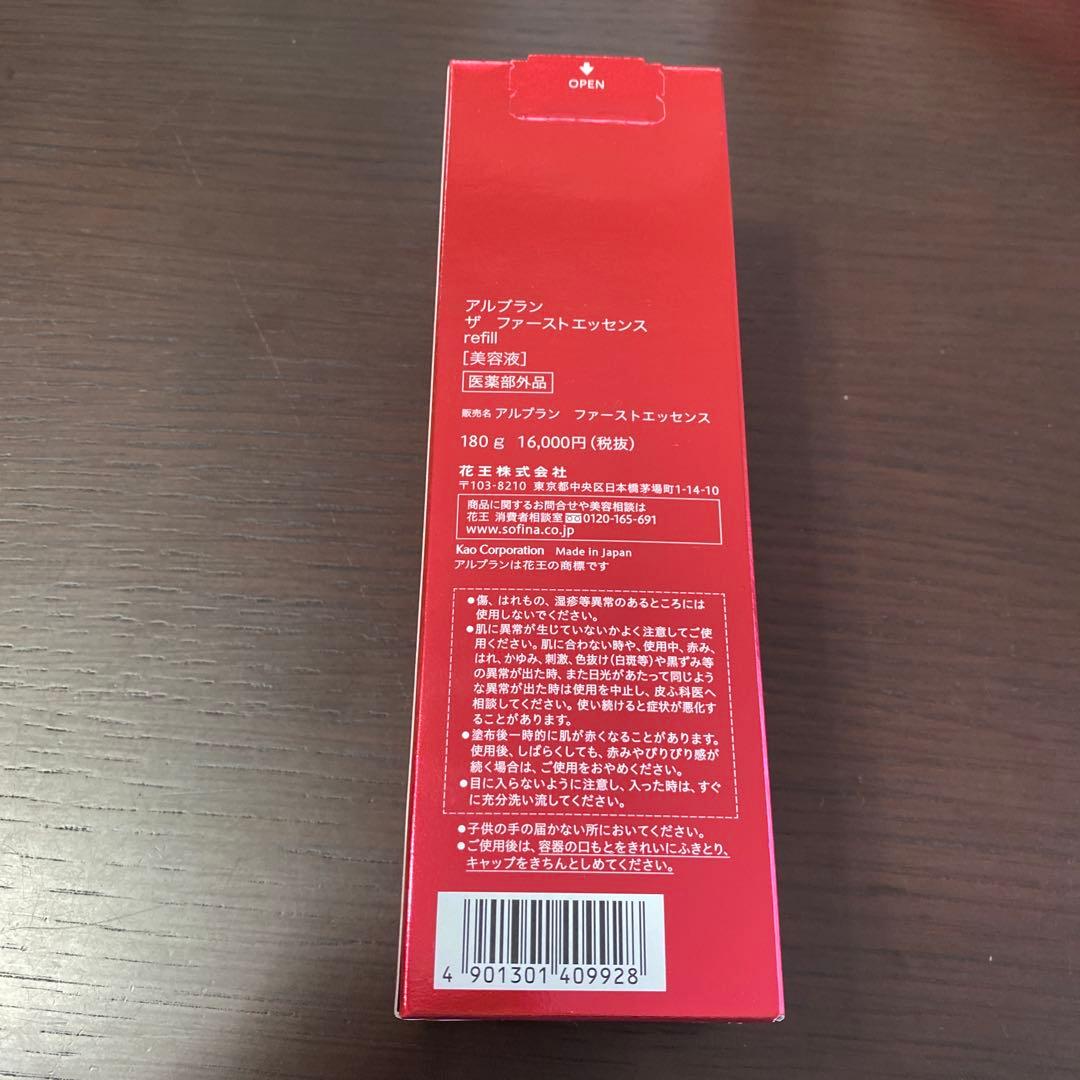 OPEN
アルブラン
ザ ファーストエッセンス
refill
[美容液]
医薬部外品
販売名 アルブラン ファーストエッセンス
180g 16,000円(税抜)
花王株式会社
〒103-8210 東京都中央区日本橋茅場町1-14-10
商品に関するお問合せや美容相談は
花王 消費者相談室 0120-165-691
www.sofina.co.jp
Kao Corporation Made in Japan
アルブランは花王の商標です
●傷、はれもの、湿疹等異常のあるところには
使用しないでください。
●肌に異常が生じていないかよく注意してご使
用ください。肌に合わない時や、使用中、赤み、
はれ、かゆみ、刺激、色抜け(白斑等)や黒ずみ等
の異常が出た時、また日光があたって同じよう
な異常が出た時は使用を中止し、皮ふ科医へ
相談してください。使い続けると症状が悪化す
ることがあります。
●塗布後一時的に肌が赤くなることがあります。
使用後、しばらくしても、赤みやぴりぴり感が
続く場合は、ご使用をおやめください。
●目に入らないように注意し、入った時は、すぐ
に充分洗い流してください。
●子供の手の届かない所においてください。
●ご使用後は、容器の口もとをきれいにふきとり、
キャップをきちんとしめてください。
4 901301 409928